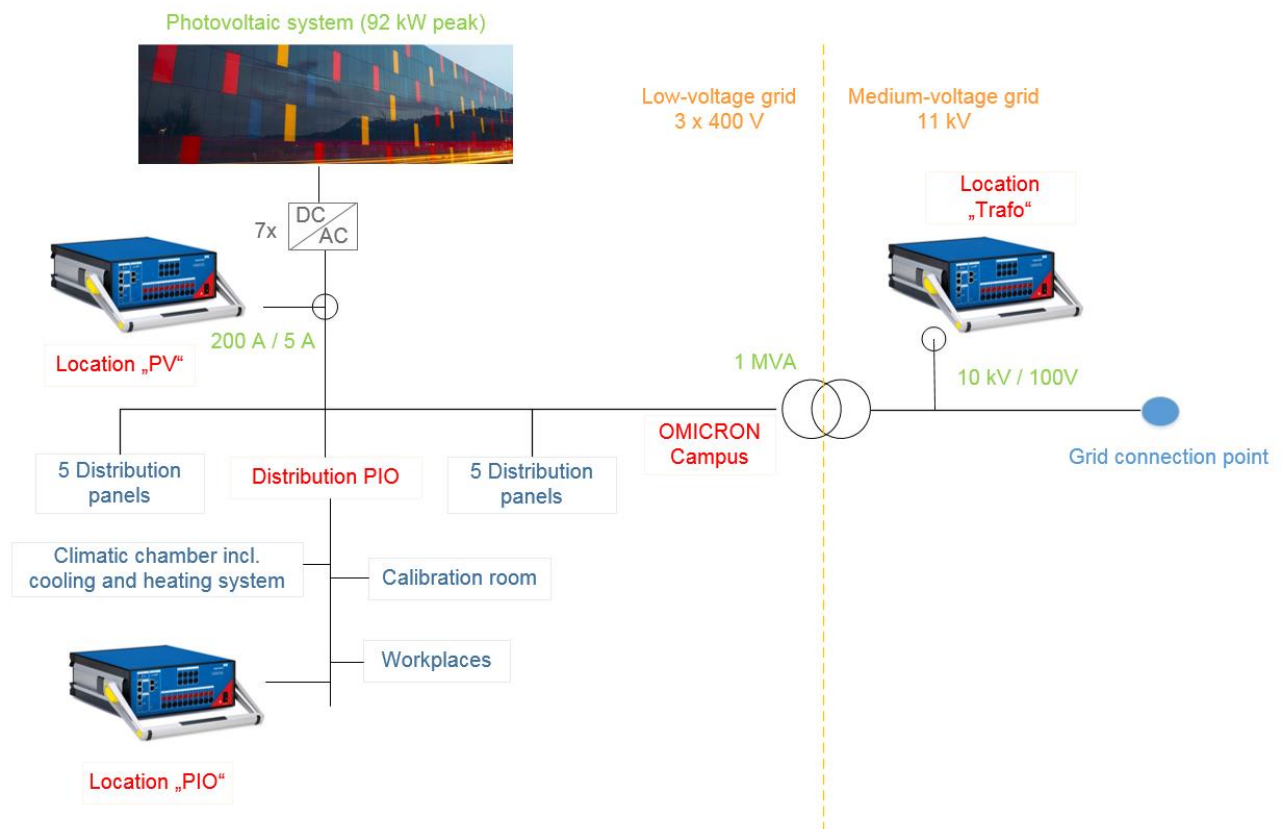 Photovoltaic system (92 kW peak)
Low-voltage grid
3 x 400 V
Medium-voltage grid
11 kV
Location
„Trafo“
7x
DC
AC
200 A / 5 A
Location „PV“
1 MVA
10 kV / 100V
OMICRON
Campus
Grid connection point
5 Distribution
panels
Distribution PIO
5 Distribution
panels
Climatic chamber incl.
cooling and heating system
Calibration room
Workplaces
Location „PIO“